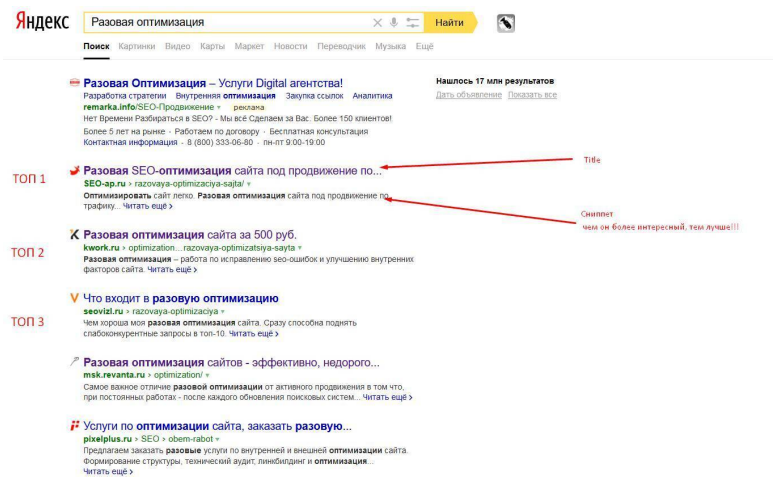 Яндекс
Разовая оптимизация
Найти
Поиск Картинки Видео Карты Маркет Новости Переводчик Музыка Ещё
Разовая Оптимизация – Услуги Digital агентства!
Разработка стратегии Внутренняя оптимизация Закупка ссылок Аналитика
remarka.info/SEO-Продвижение реклама
Нет Времени Разбираться в SEO? - Мы всё Сделаем за Вас. Более 150 клиентов!
Более 5 лет на рынке · Работаем по договору · Бесплатная консультация
Контактная информация · 8 (800) 333-06-80 · пн-пт 9:00-19:00
Нашлось 17 млн результатов
Дать объявление Показать все
ТОП 1
Разовая SEO-оптимизация сайта под продвижение по...
SEO-ap.ru › razovaya-optimizaciya-sajta/
Оптимизировать сайт легко. Разовая оптимизация сайта под продвижение по
трафику... Читать ещё ›
Title
Сниппет
чем он более интересный, тем лучше!!!
ТОП 2
Разовая оптимизация сайта за 500 руб.
kwork.ru › optimization...razovaya-optimizatsiya-sayta
Разовая оптимизация – работа по исправлению seo-ошибок и улучшению внутренних
факторов сайта. Читать ещё ›
ТОП 3
Что входит в разовую оптимизацию
seovizl.ru › razovaya-optimizaciya
Чем хороша моя разовая оптимизация сайта. Сразу способна поднять
слабоконкурентные запросы в топ-10. Читать ещё ›
Разовая оптимизация сайтов - эффективно, недорого...
msk.revanta.ru › optimization/
Самое важное отличие разовой оптимизации от активного продвижения в том что,
при постоянных работах - после каждого обновления поисковых систем... Читать ещё ›
Услуги по оптимизации сайта, заказать разовую...
pixelplus.ru › SEO › obem-rabot
Предлагаем заказать разовые услуги по внутренней и внешней оптимизации сайта.
Формирование структуры, технический аудит, линкбилдинг и оптимизация...
Читать ещё ›